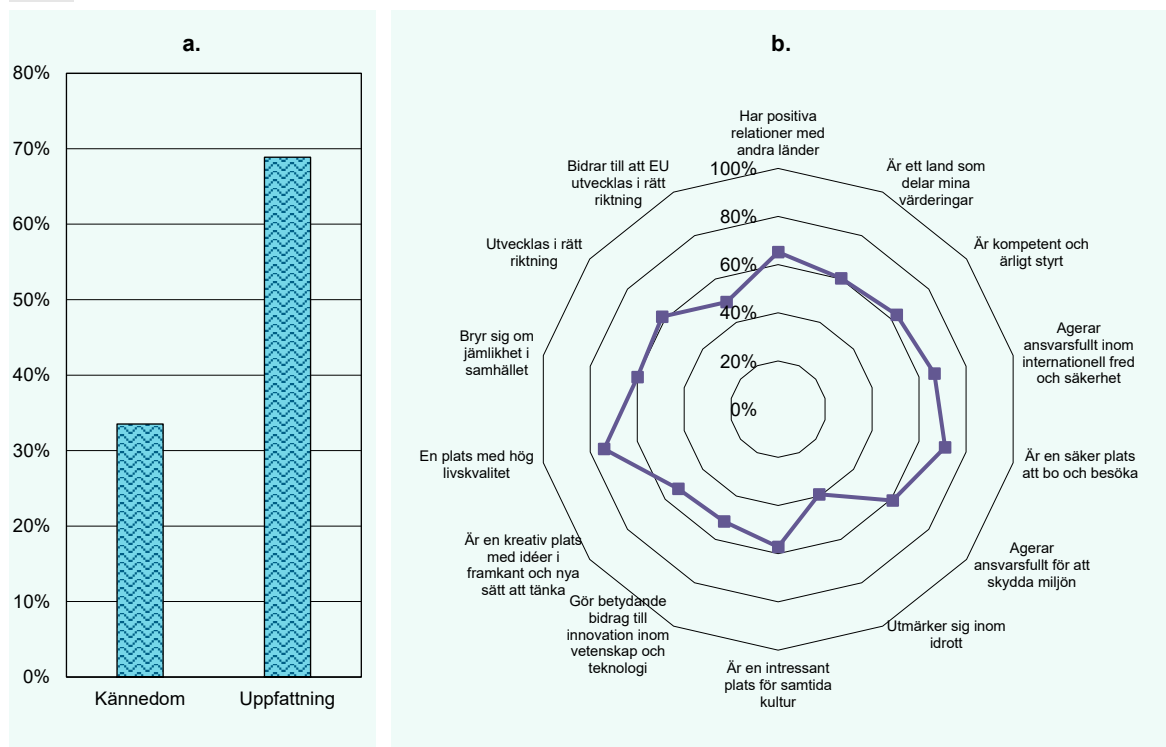 a.
80%
70%
60%
50%
40%
30%
20%
10%
0%
Kännedom
Uppfattning
b.
Har positiva
relationer med
andra länder
Är ett land som
delar mina
värderingar
Är kompetent och
ärligt styrt
Agerar
ansvarsfullt inom
internationell fred
och säkerhet
Är en säker plats
att bo och besöka
Agerar
ansvarsfullt för att
skydda miljön
Utmärker sig inom
idrott
Är en intressant
plats för samtida
kultur
Gör betydande
bidrag till
innovation inom
vetenskap och
teknologi
Är en kreativ plats
med idéer i
framkant och nya
sätt att tänka
En plats med hög
livskvalitet
Bryr sig om
jämlikhet i
samhället
Utvecklas i rätt
riktning
Bidrar till att EU
utvecklas i rätt
riktning
100%
80%
60%
40%
20%
0%